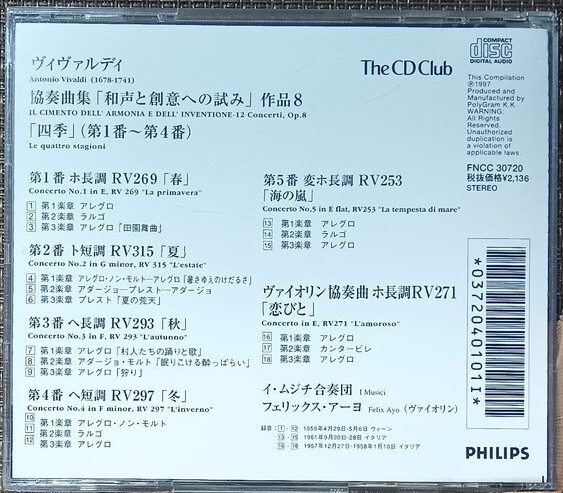 ヴィヴァルディ
Antonio Vivaldi (1678-1741)
協奏曲集「和声と創意への試み」作品8
IL CIMENTO DELL' ARMONIA E DELL' INVENTIONE-12 Concerti, Op.8
「四季」(第1番〜第4番)
Le quattro stagioni
The CD Club
COMPACT
disc
DIGITAL AUDIO
This Compilation
Ⓟ1997
Produced and
Manufactured by
PolyGram K.K.
WARNING:
All Rights
Reserved.
Unauthorized
duplication is
a violation of
applicable laws.
FNCC 30720
税抜価格¥2,136
STEREO
第1番 ホ長調 RV269「春」
Concerto No.1 in E, RV 269 "La primavera"
1 第1楽章 アレグロ
2 第2楽章 ラルゴ
3 第3楽章 アレグロ「田園舞曲」
第2番 ト短調 RV315「夏」
Concerto No.2 in G minor, RV 315 "L'estate"
4 第1楽章 アレグロ・ノン・モルト―アレグロ「暑さゆえのけだるさ」
5 第2楽章 アダージョ―プレスト―アダージョ
6 第3楽章 プレスト「夏の荒天」
第3番 ヘ長調 RV293「秋」
Concerto No.3 in F, RV 293 "L'autunno"
7 第1楽章 アレグロ「村人たちの踊りと歌」
8 第2楽章 アダージョ・モルト「眠りこける酔っぱらい」
9 第3楽章 アレグロ「狩り」
第4番 ヘ短調 RV297「冬」
Concerto No.4 in F minor, RV 297 "L'inverno"
10 第1楽章 アレグロ・ノン・モルト
11 第2楽章 ラルゴ
12 第3楽章 アレグロ
第5番 変ホ長調 RV253
「海の嵐」
Concerto No.5 in E flat, RV253 "La tempesta di mare"
13 第1楽章 アレグロ
14 第2楽章 ラルゴ
15 第3楽章 アレグロ
ヴァイオリン協奏曲 ホ長調RV271
「恋びと」
Concerto in E, RV271 "L'amoroso"
16 第1楽章 アレグロ
17 第2楽章 カンタービレ
18 第3楽章 アレグロ
イ・ムジチ合奏団 I Musici
フェリックス・アーヨ Felix Ayo (ヴァイオリン)
録音: 1 - 12 1959年4月29日-5月6日 ウィーン
13 - 15 1961年9月20日-28日 イタリア
16 - 18 1957年12月27日-1958年1月10日 イタリア
*0372040101I*
PHILIPS